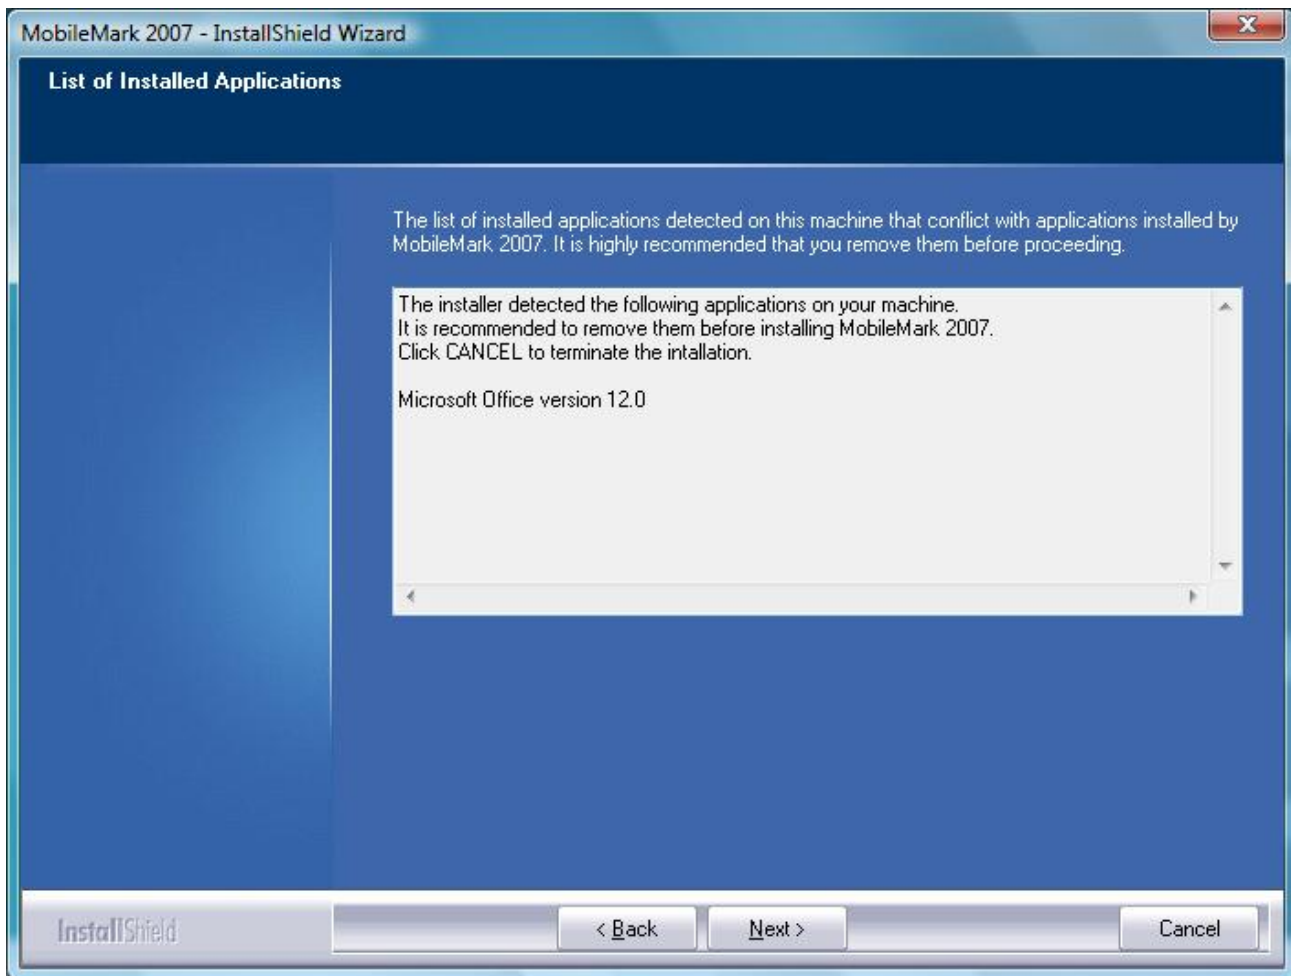 MobileMark 2007 - InstallShield Wizard
List of Installed Applications
The list of installed applications detected on this machine that conflict with applications installed by
MobileMark 2007. It is highly recommended that you remove them before proceeding.
The installer detected the following applications on your machine.
It is recommended to remove them before installing MobileMark 2007.
Click CANCEL to terminate the intallation.
Microsoft Office version 12.0
InstallShield
< Back
Next >
Cancel